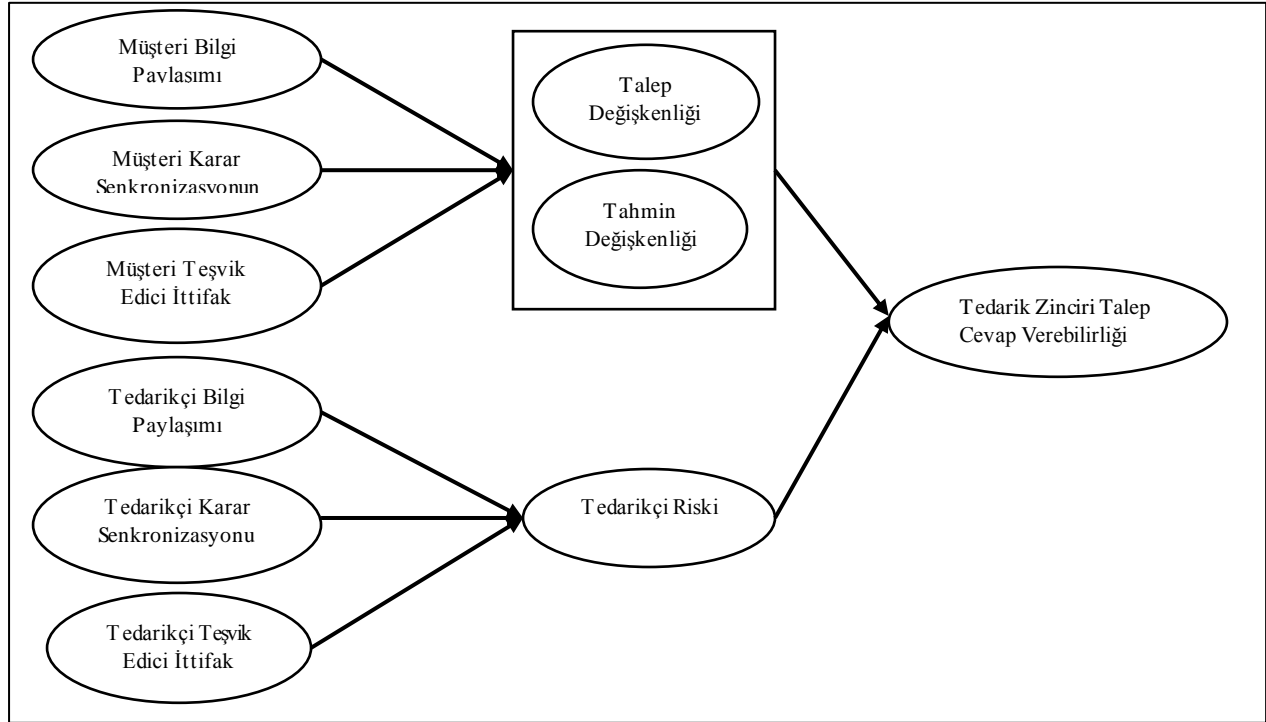 Müşteri Bilgi
Paylaşımı
Müşteri Karar
Senkronizasyonun
Müşteri Teşvik
Edici İttifak
Tedarikçi Bilgi
Paylaşımı
Tedarikçi Karar
Senkronizasyonu
Tedarikçi Teşvik
Edici İttifak
Talep
Değişkenliği
Tahmin
Değişkenliği
Tedarikçi Riski
Tedarik Zinciri Talep
Cevap Verebilirliği